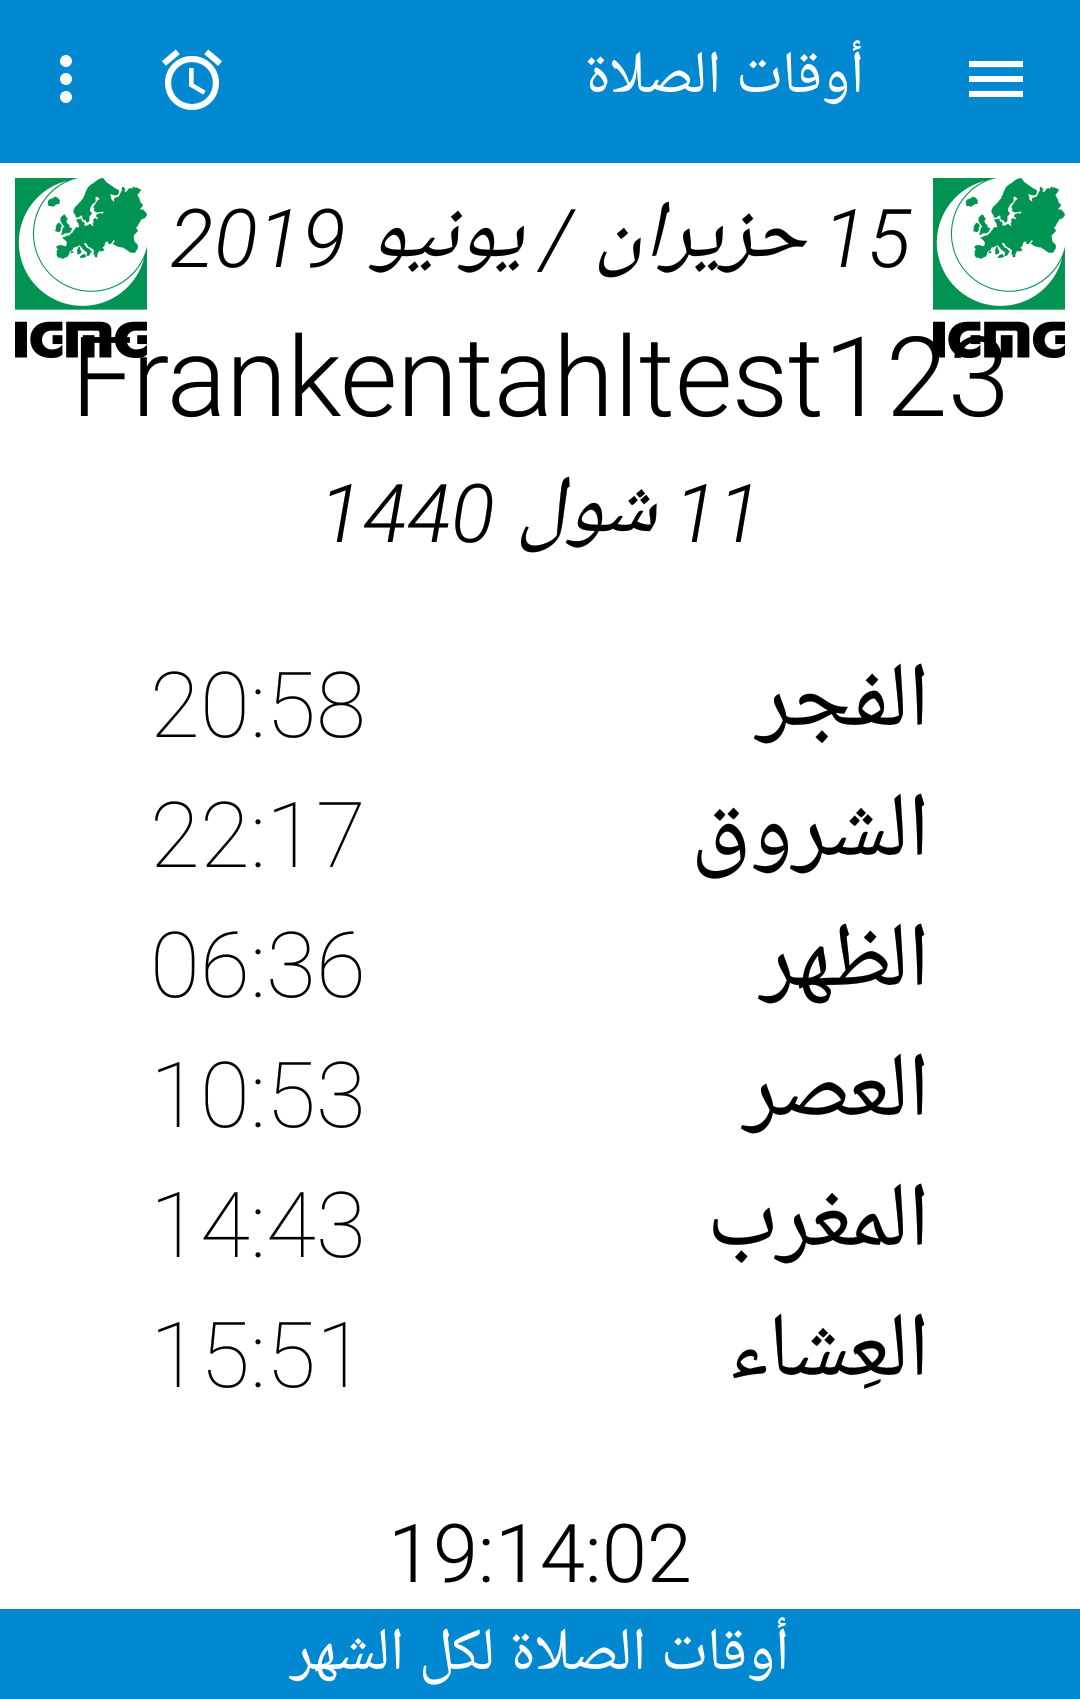 أوقات الصلاة
15 حزيران / يونيو 2019
IGMG
IGMG
Frankentahltest123
11 شول 1440
الفجر 20:58
الشروق 22:17
الظهر 06:36
العصر 10:53
المغرب 14:43
العِشاء 15:51
19:14:02
أوقات الصلاة لكل الشهر